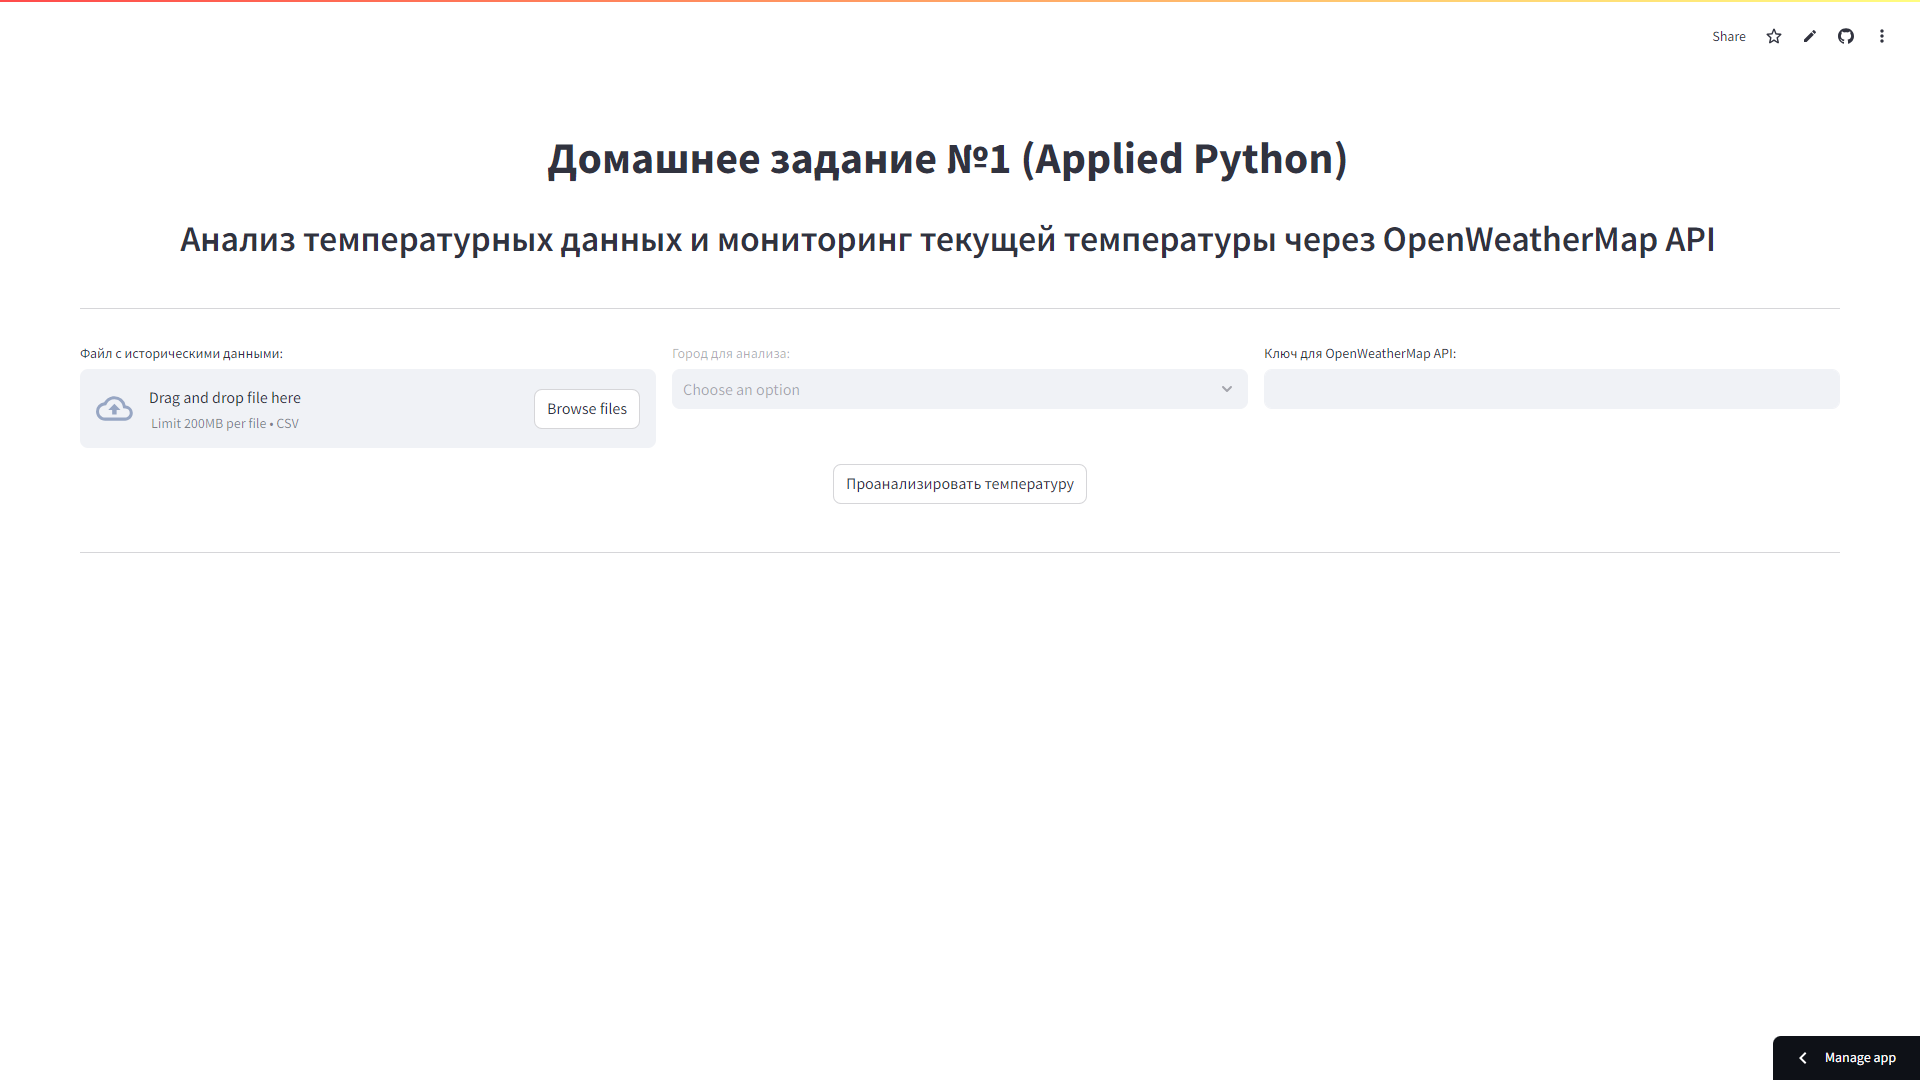 Share
Домашнее задание №1 (Applied Python)
Анализ температурных данных и мониторинг текущей температуры через OpenWeatherMap API
Файл с историческими данными:
Drag and drop file here
Limit 200MB per file • CSV
Browse files
Город для анализа:
Choose an option
Ключ для OpenWeatherMap API:
Проанализировать температуру
Manage app